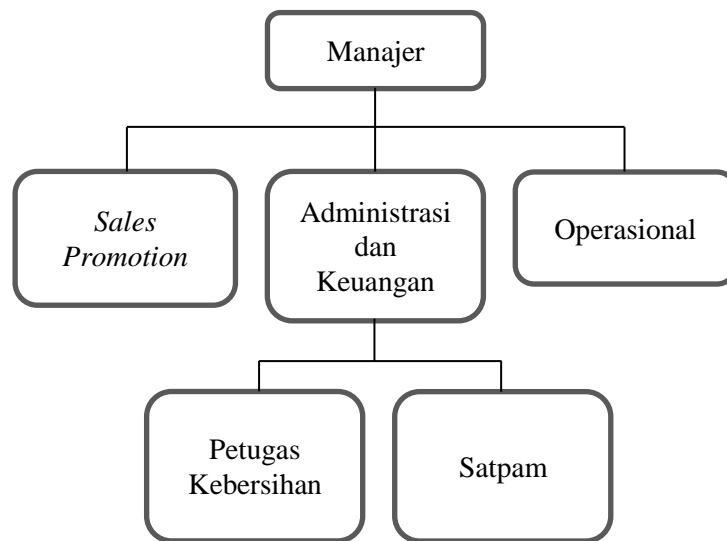 Manajer
Sales
Promotion
Administrasi
dan
Keuangan
Operasional
Petugas
Kebersihan
Satpam